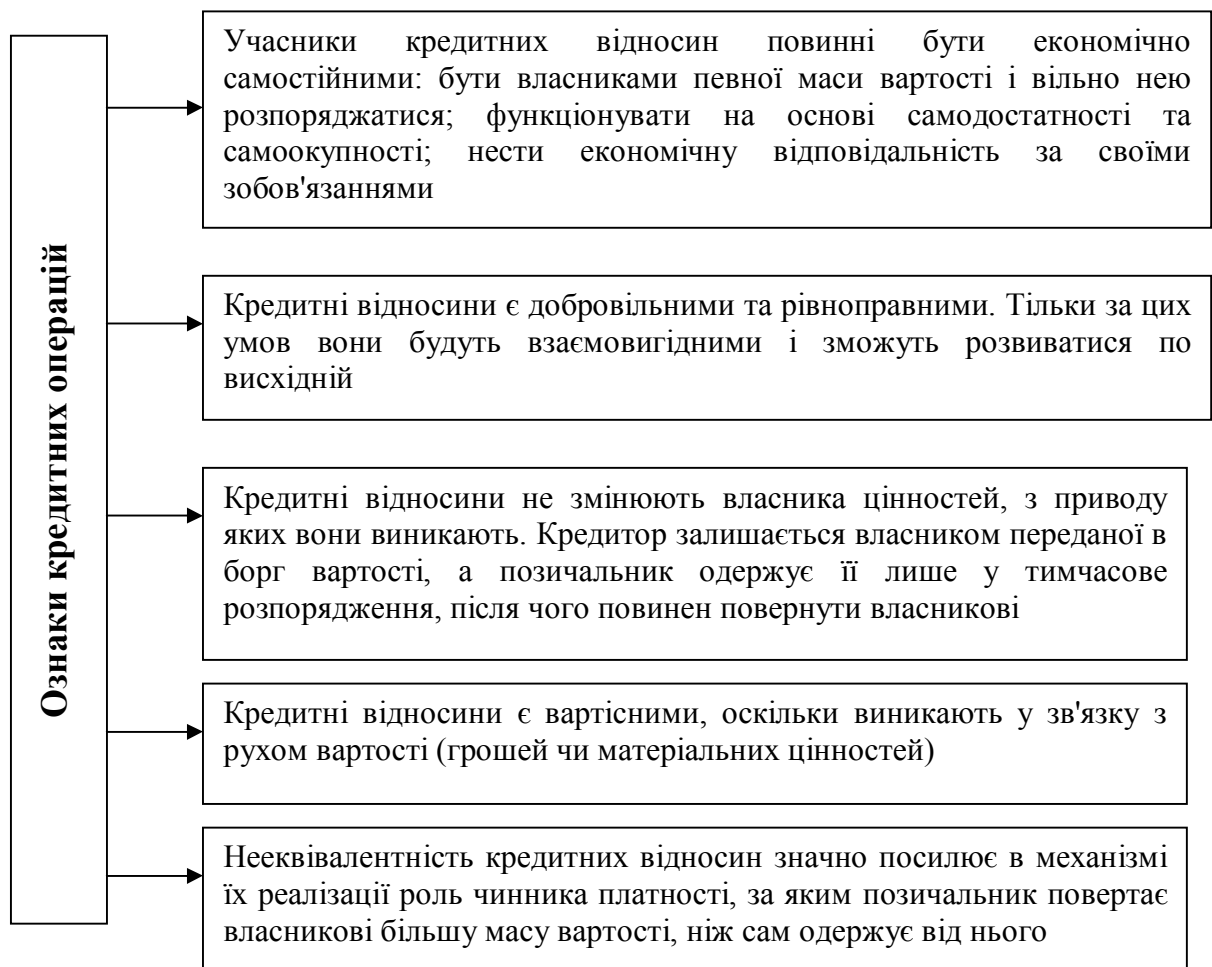 Ознаки кредитних операцій
Учасники кредитних відносин повинні бути економічно
самостійними: бути власниками певної маси вартості і вільно нею
розпоряджатися; функціонувати на основі самодостатності та
самоокупності; нести економічну відповідальність за своїми
зобов'язаннями
Кредитні відносини є добровільними та рівноправними. Тільки за цих
умов вони будуть взаємовигідними і зможуть розвиватися по
висхідній
Кредитні відносини не змінюють власника цінностей, з приводу
яких вони виникають. Кредитор залишається власником переданої в
борг вартості, а позичальник одержує її лише у тимчасове
розпорядження, після чого повинен повернути власникові
Кредитні відносини є вартісними, оскільки виникають у зв'язку з
рухом вартості (грошей чи матеріальних цінностей)
Нееквівалентність кредитних відносин значно посилює в механізмі
їх реалізації роль чинника платності, за яким позичальник повертає
власникові більшу масу вартості, ніж сам одержує від нього